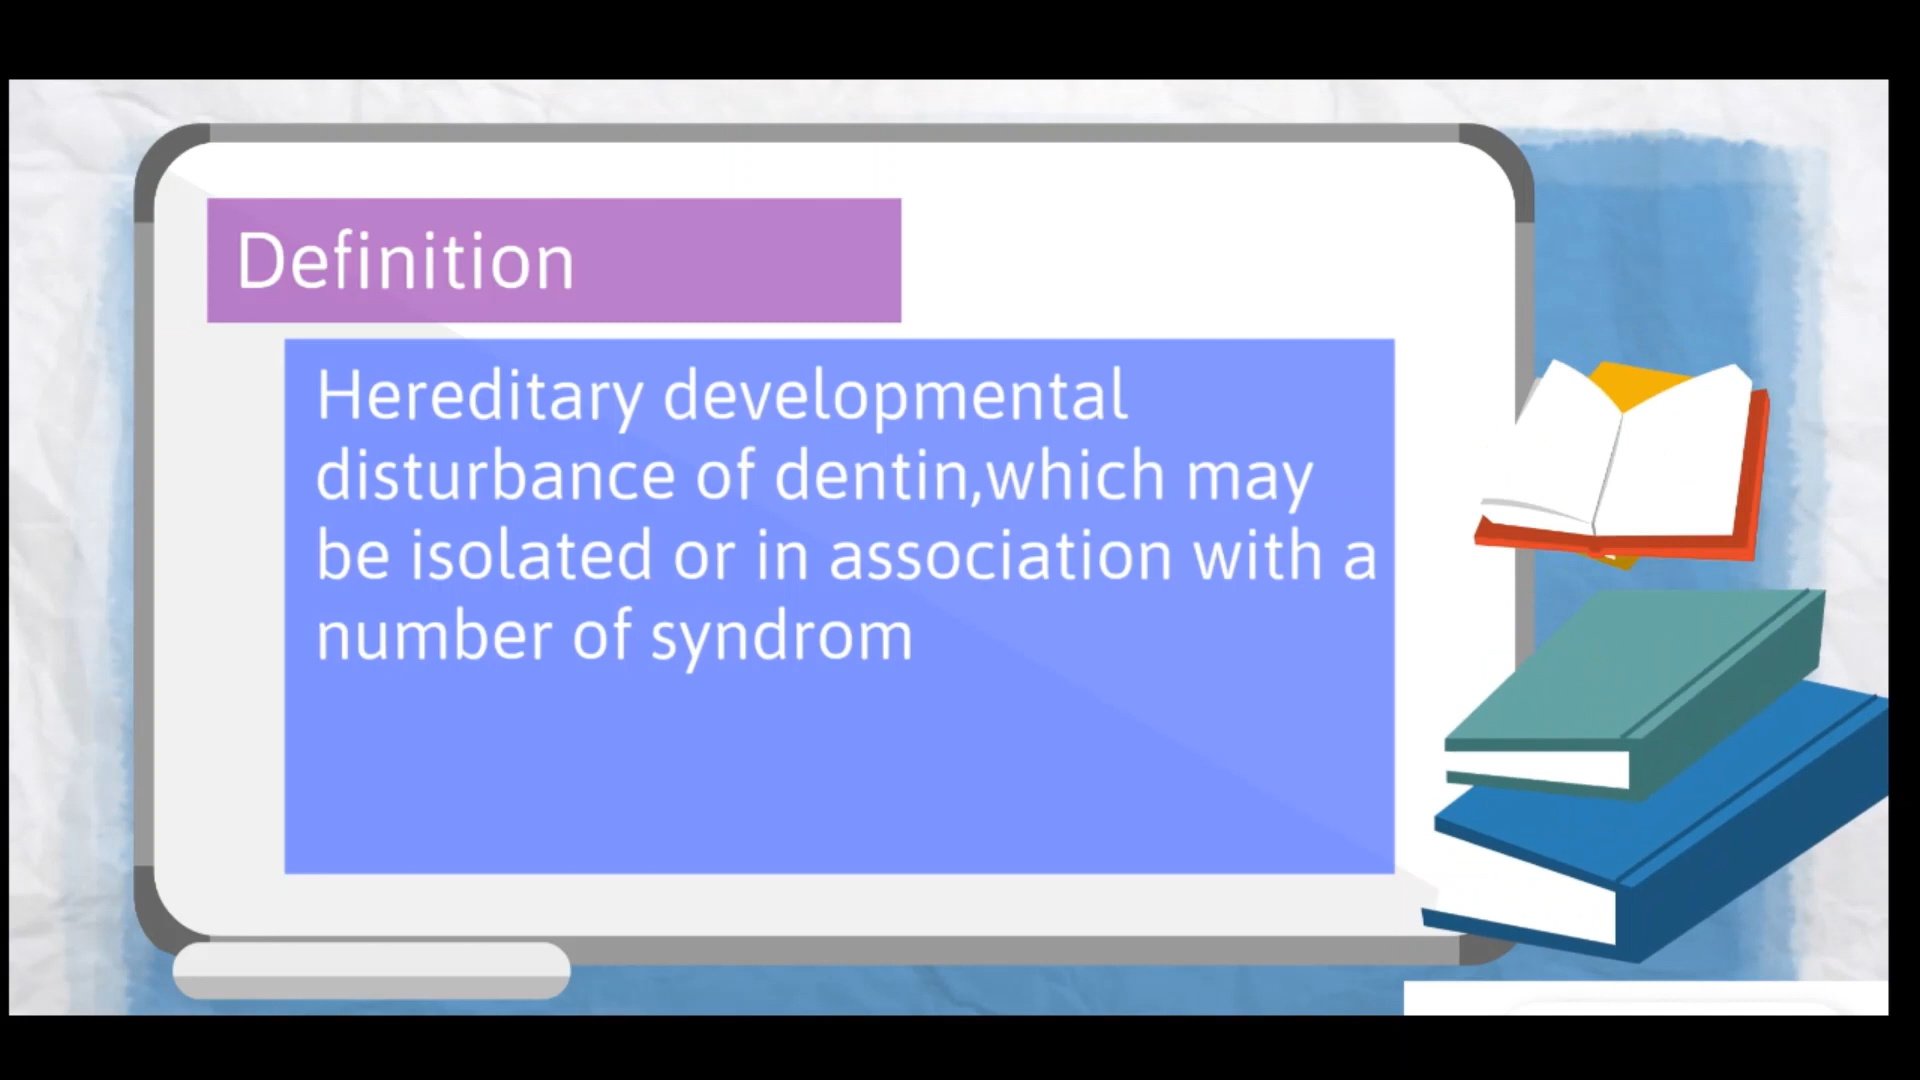 Definition
Hereditary developmental
disturbance of dentin,which may
be isolated or in association with a
number of syndrom